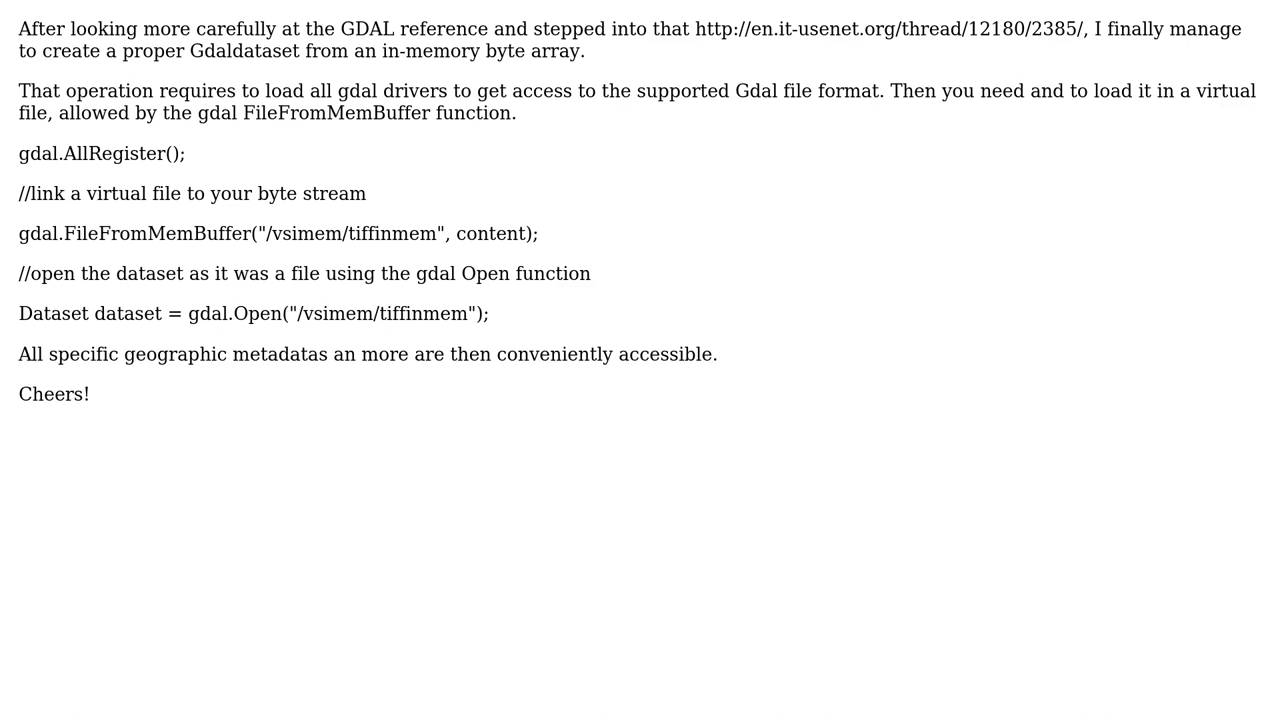 After looking more carefully at the GDAL reference and stepped into that http://en.it-usenet.org/thread/12180/2385/, I finally manage
to create a proper Gdaldataset from an in-memory byte array.
That operation requires to load all gdal drivers to get access to the supported Gdal file format. Then you need and to load it in a virtual
file, allowed by the gdal FileFromMemBuffer function.
gdal.AllRegister();
//link a virtual file to your byte stream
gdal.FileFromMemBuffer("/vsimem/tiffinmem", content);
//open the dataset as it was a file using the gdal Open function
Dataset dataset = gdal.Open("/vsimem/tiffinmem");
All specific geographic metadatas an more are then conveniently accessible.
Cheers!